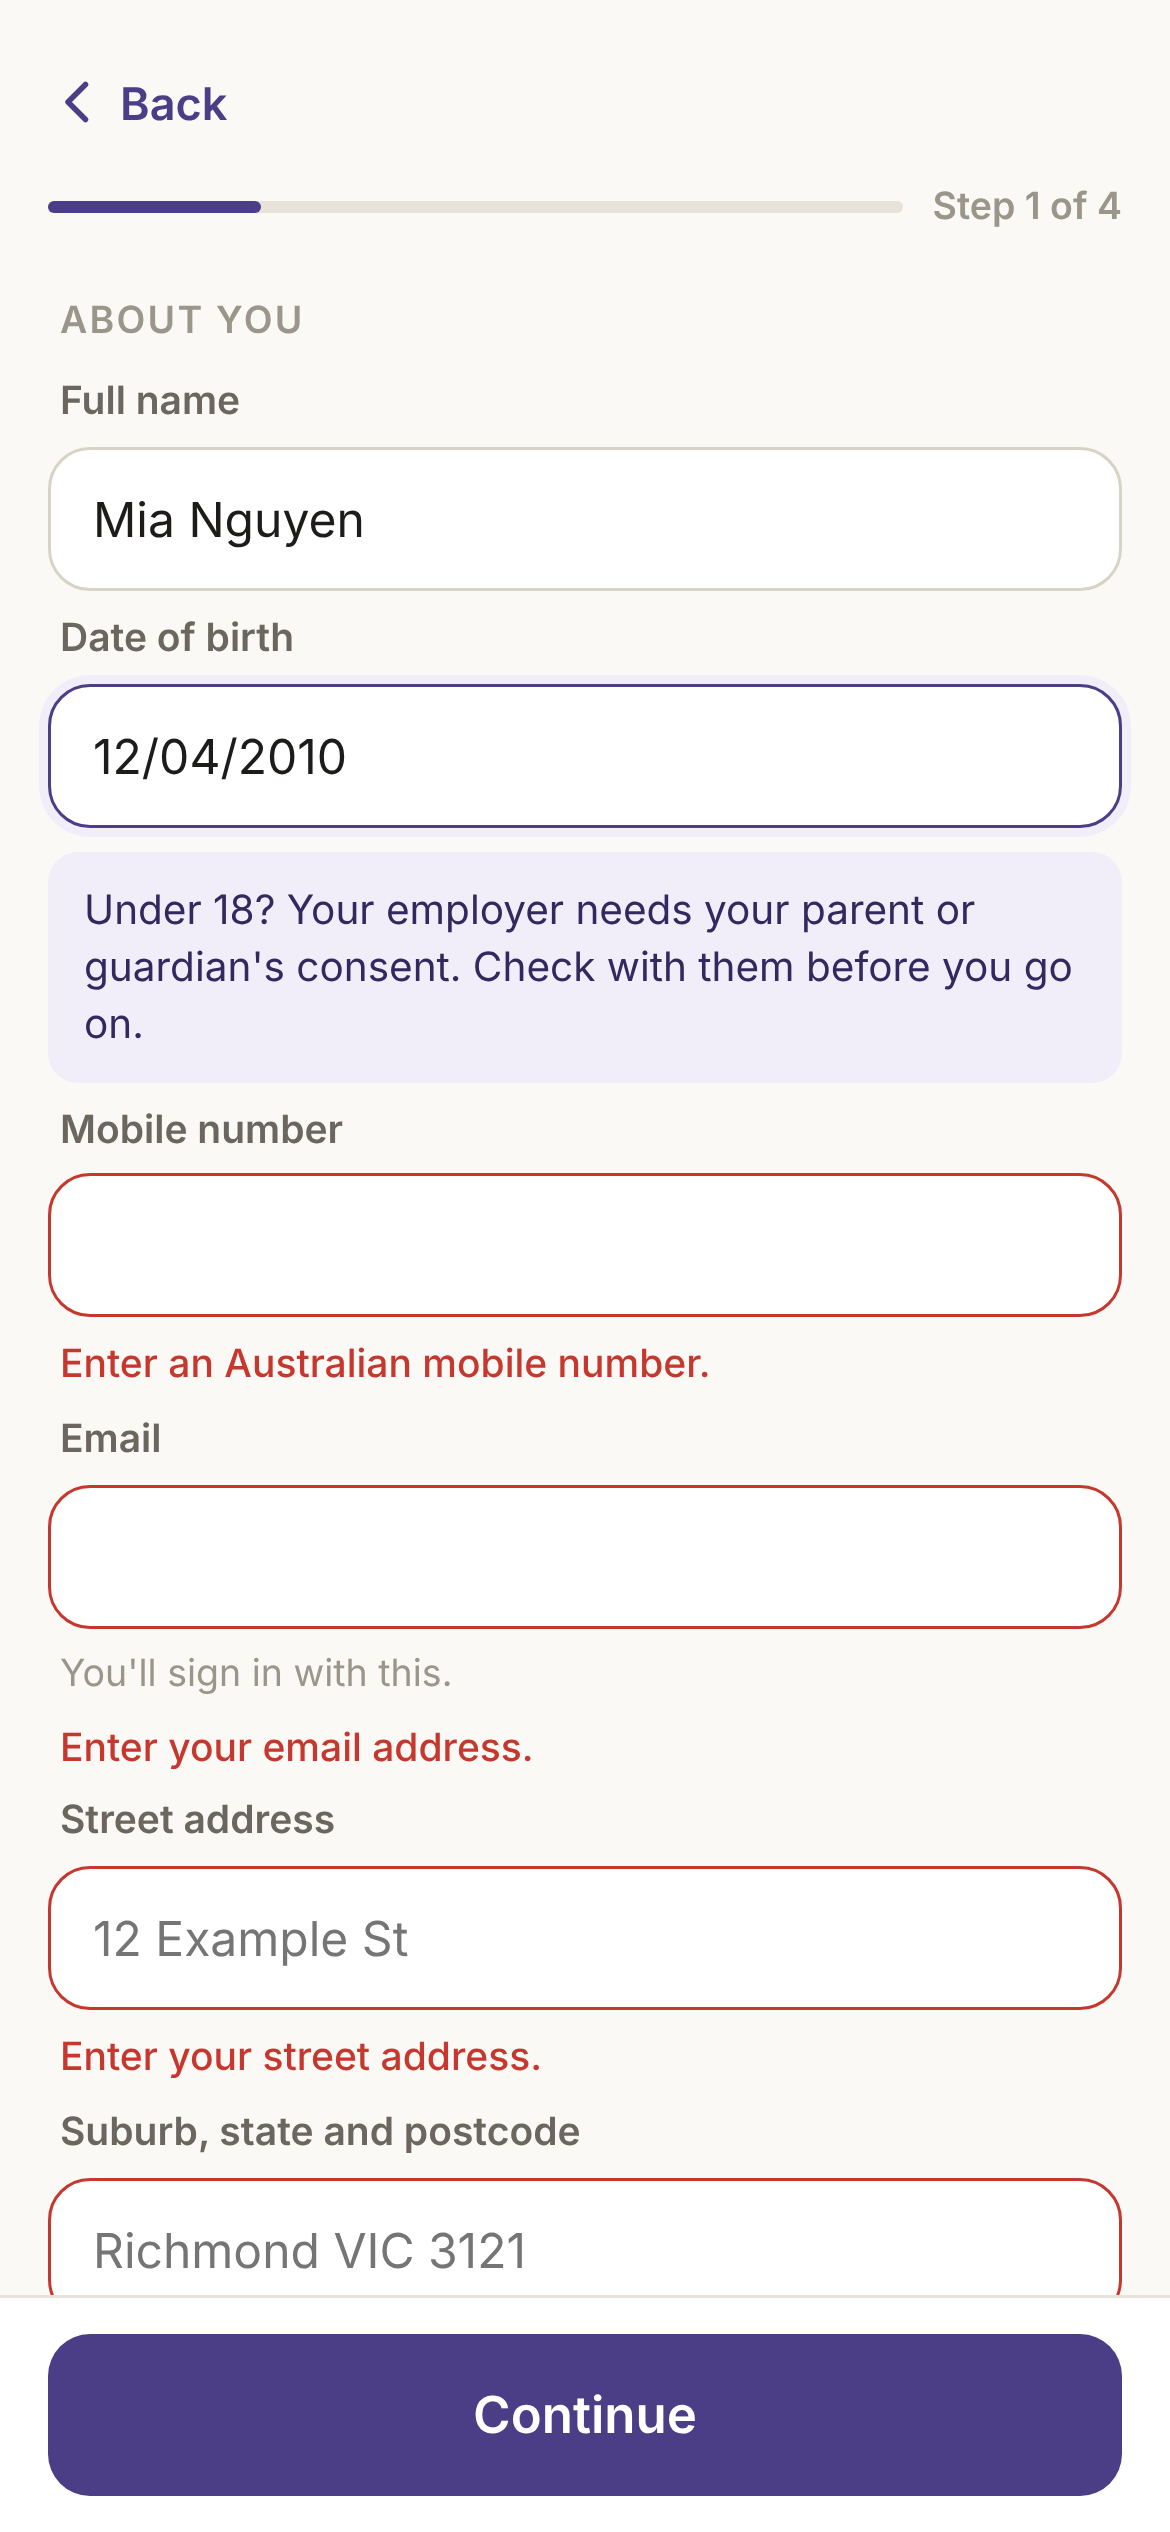 Back
Step 1 of 4
ABOUT YOU
Full name
Mia Nguyen
Date of birth
12/04/2010
Under 18? Your employer needs your parent or
guardian's consent. Check with them before you go
on.
Mobile number
Enter an Australian mobile number.
Email
You'll sign in with this.
Enter your email address.
Street address
12 Example St
Enter your street address.
Suburb, state and postcode
Richmond VIC 3121
Continue